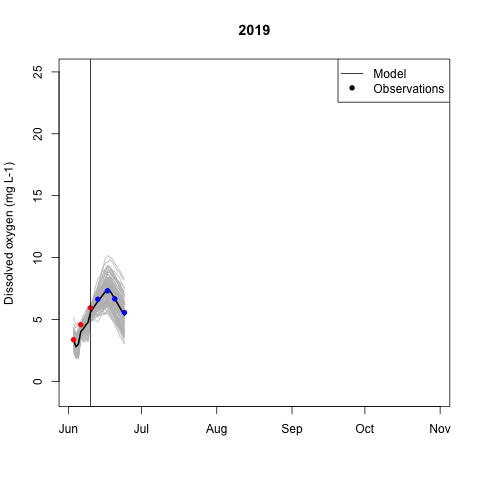 2019
Model
Observations
Dissolved oxygen (mg L-1)
25
20
15
10
5
0
Jun Jul Aug Sep Oct Nov